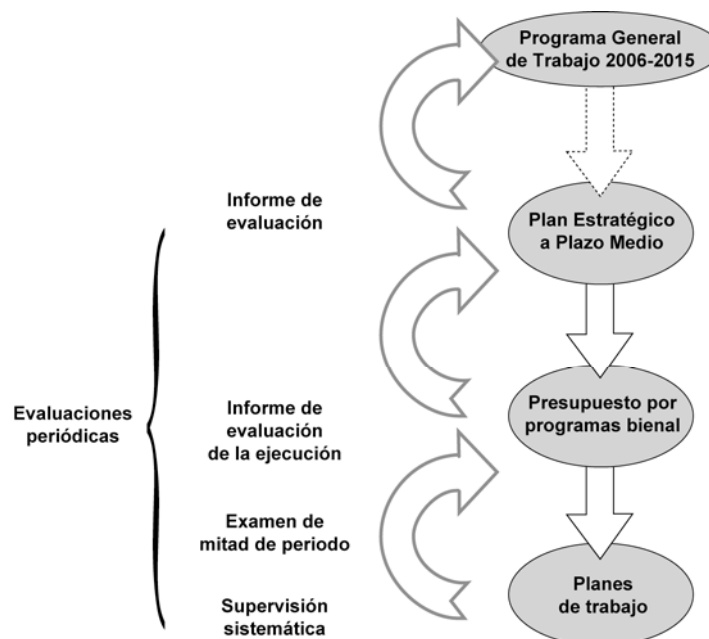 Programa General
de Trabajo 2006-2015
Informe de
evaluación
Plan Estratégico
a Plazo Medio
Evaluaciones
periódicas
Informe de
evaluación
de la ejecución
Presupuesto por
programas bienal
Examen de
mitad de periodo
Supervisión
sistemática
Planes
de trabajo